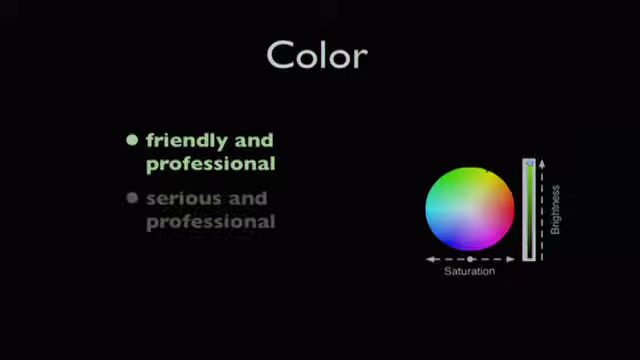 Color
friendly and
professional
serious and
professional
Brightness
Saturation